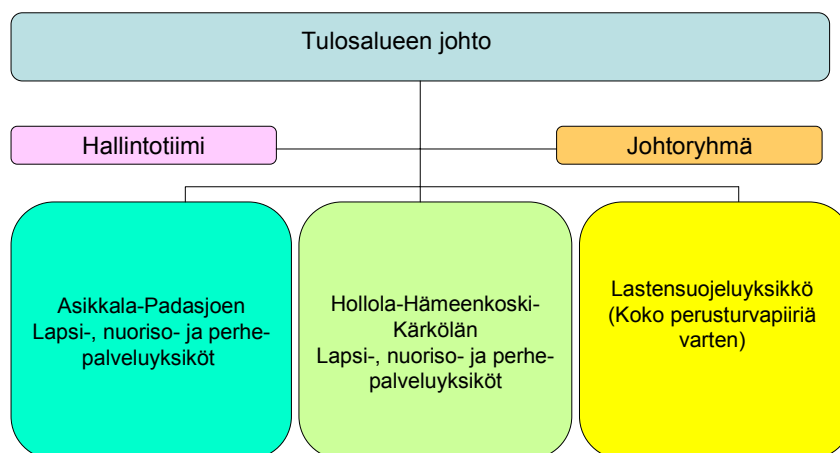 Tulosalueen johto
Hallintotiimi
Johtoryhmä
Asikkala-Padasjoen
Lapsi-, nuoriso- ja perhe-
palveluyksiköt
Hollola-Hämeenkoski-
Kärkölän
Lapsi-, nuoriso- ja perhe-
palveluyksiköt
Lastensuojeluyksikkö
(Koko perusturvapiiriä
varten)